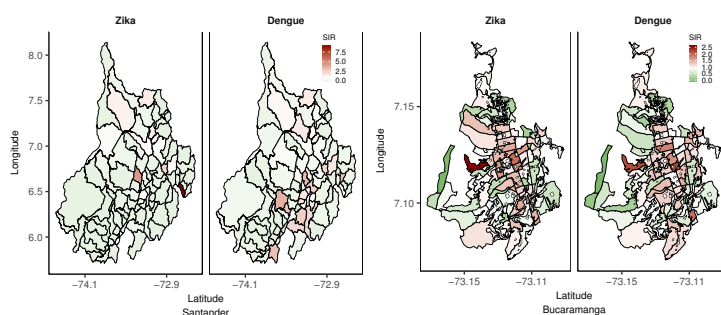 Zika
Dengue
SIR
7.5
5.0
2.5
0.0
8.0
7.5
7.0
6.5
6.0
Longitude
−74.1
−72.9
−74.1
−72.9
Latitude
Santander
Zika
Dengue
SIR
2.5
2.0
1.5
1.0
0.5
0.0
7.15
7.10
Longitude
−73.15
−73.11
−73.15
−73.11
Latitude
Bucaramanga